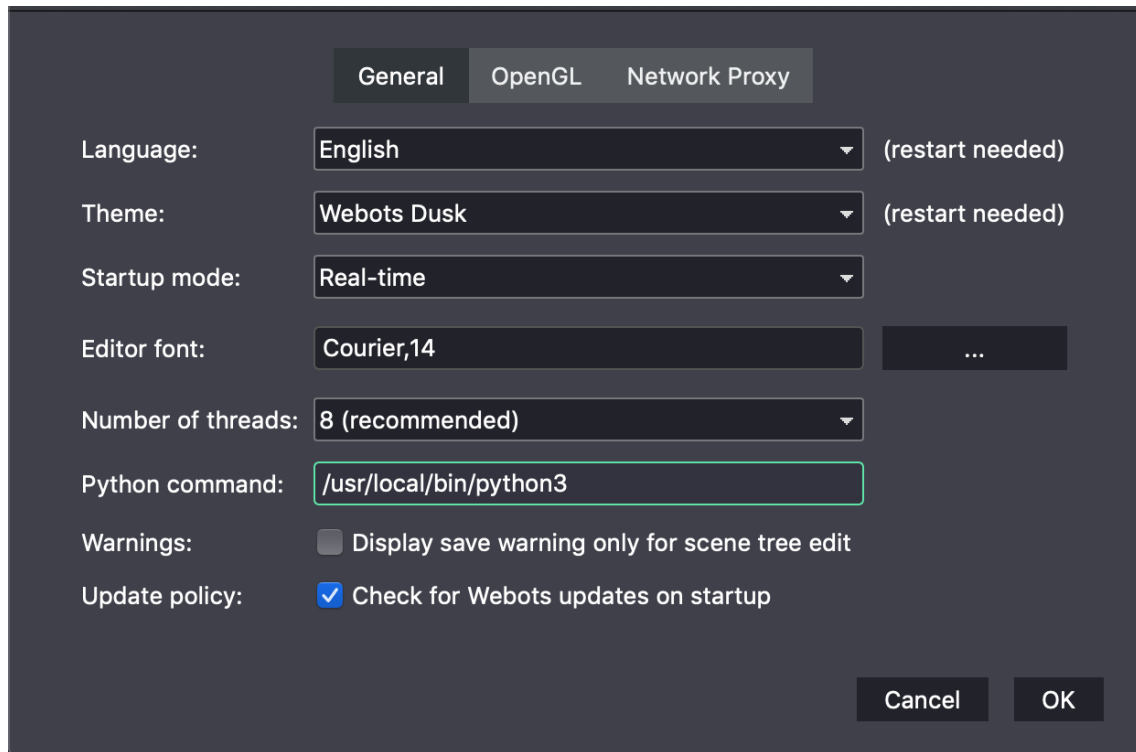 General OpenGL Network Proxy
Language: English (restart needed)
Theme: Webots Dusk (restart needed)
Startup mode: Real-time
Editor font: Courier,14 ...
Number of threads: 8 (recommended)
Python command: /usr/local/bin/python3
Warnings: Display save warning only for scene tree edit
Update policy: Check for Webots updates on startup
Cancel OK